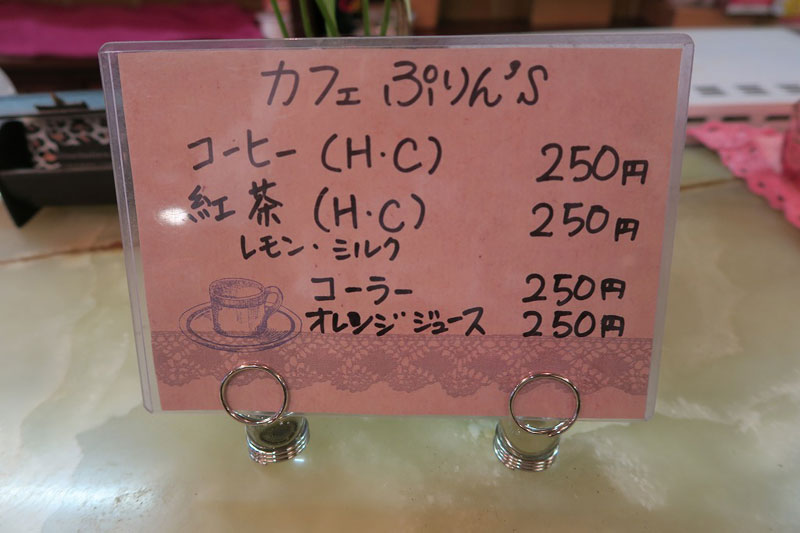 カフェ ぷりん'S
コーヒー (H・C) 250円
紅茶 (H・C) 250円
レモン・ミルク
コーラー 250円
オレンジジュース 250円